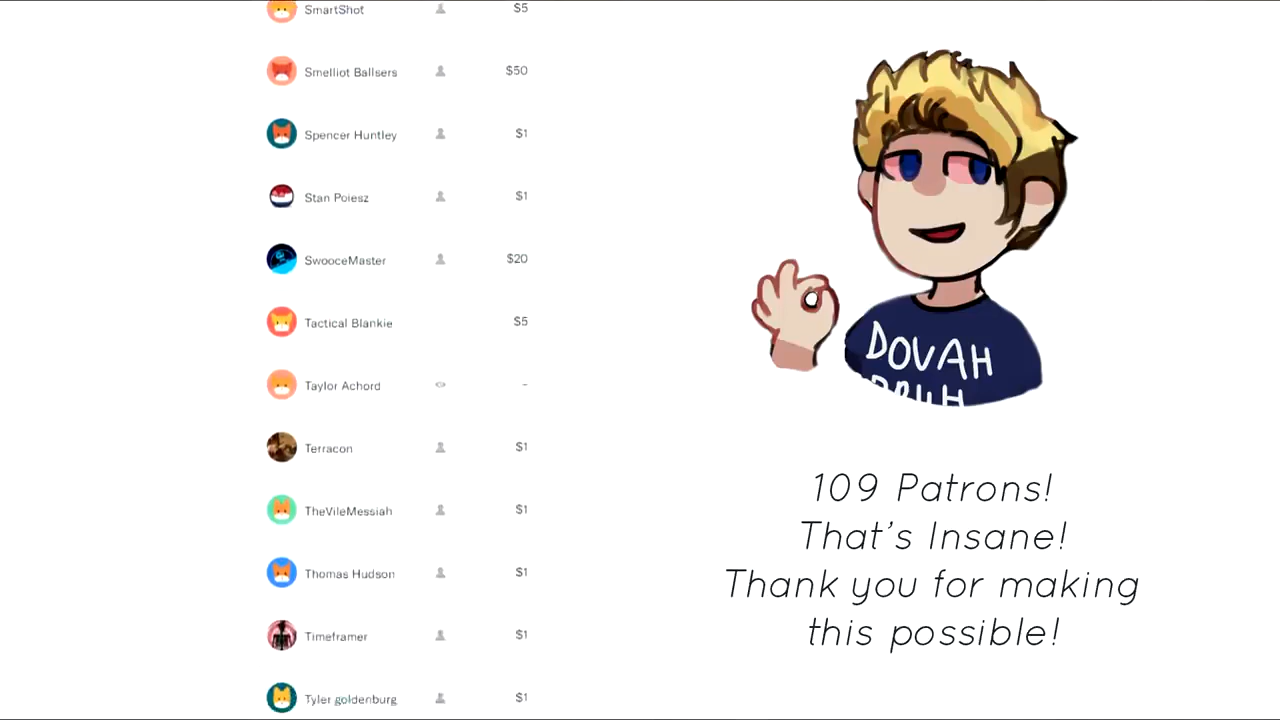 SmartShot $5
Smelliot Ballsers $50
Spencer Huntley $1
Stan Poiesz $1
SwooceMaster $20
Tactical Blankie $5
Taylor Achord -
Terracon $1
TheVileMessiah $1
Thomas Hudson $1
Timeframer $1
Tyler goldenburg $1
DOVAH
109 Patrons!
That's Insane!
Thank you for making
this possible!